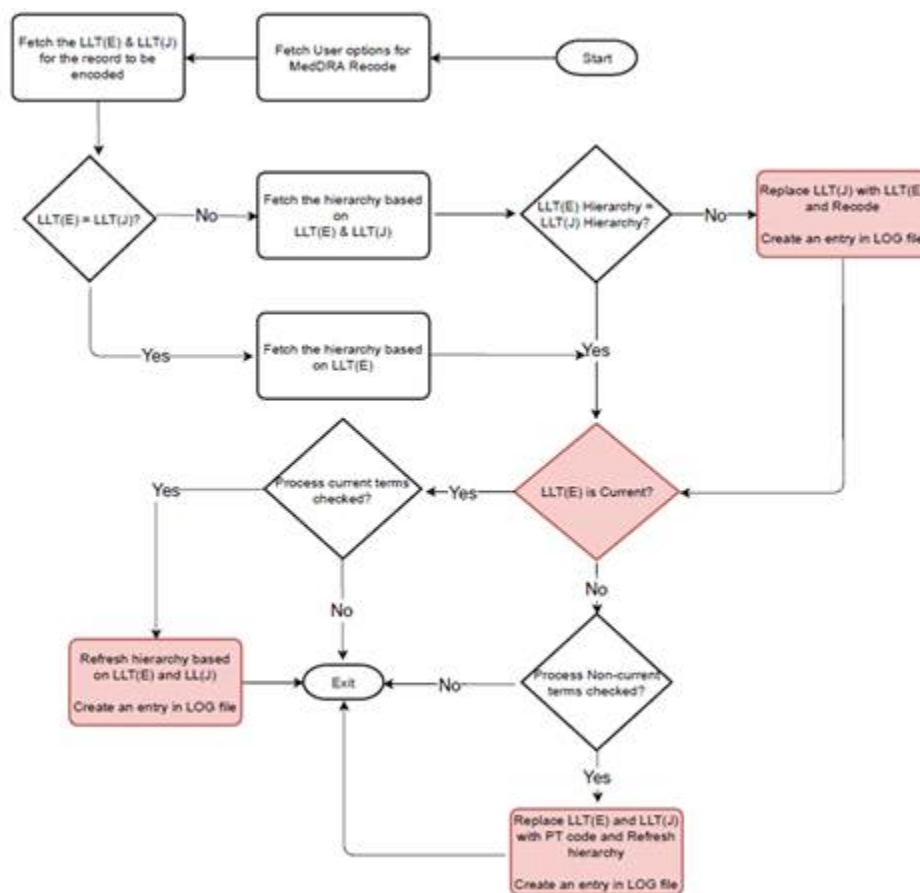 Fetch the LLT(E) & LLT(J)
for the record to be
encoded
Fetch User options for
MedDRA Recode
Start
LLT(E) = LLT(J)?
No
Fetch the hierarchy based
on
LLT(E) & LLT(J)
LLT(E) Hierarchy =
LLT(J) Hierarchy?
No
Replace LLT(J) with LLT(E)
and Recode
Create an entry in LOG file
Yes
Fetch the hierarchy based
on LLT(E)
Yes
Process current terms
checked?
Yes
Yes
LLT(E) is Current?
No
No
Refresh hierarchy based
on LLT(E) and LL(J)
Create an entry in LOG file
Exit
No
Process Non-current
terms checked?
Yes
Replace LLT(E) and LLT(J)
with PT code and Refresh
hierarchy
Create an entry in LOG file